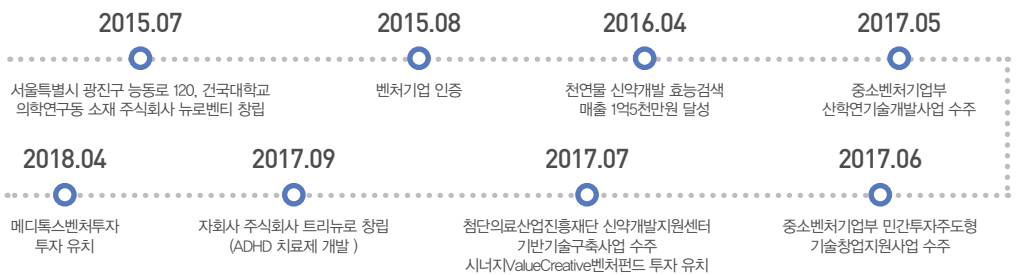 2015.07
서울특별시 광진구 능동로 120, 건국대학교
의학연구동 소재 주식회사 뉴로벤티 창립
2015.08
벤처기업 인증
2016.04
천연물 신약개발 효능검색
매출 1억5천만원 달성
2017.05
중소벤처기업부
산학연기술개발사업 수주
2017.06
중소벤처기업부 민간투자주도형
기술창업지원사업 수주
2017.07
첨단의료산업진흥재단 신약개발지원센터
기반기술구축사업 수주
시너지ValueCreative벤처펀드 투자 유치
2017.09
자회사 주식회사 트리뉴로 창립
(ADHD 치료제 개발 )
2018.04
메디톡스벤처투자
투자 유치